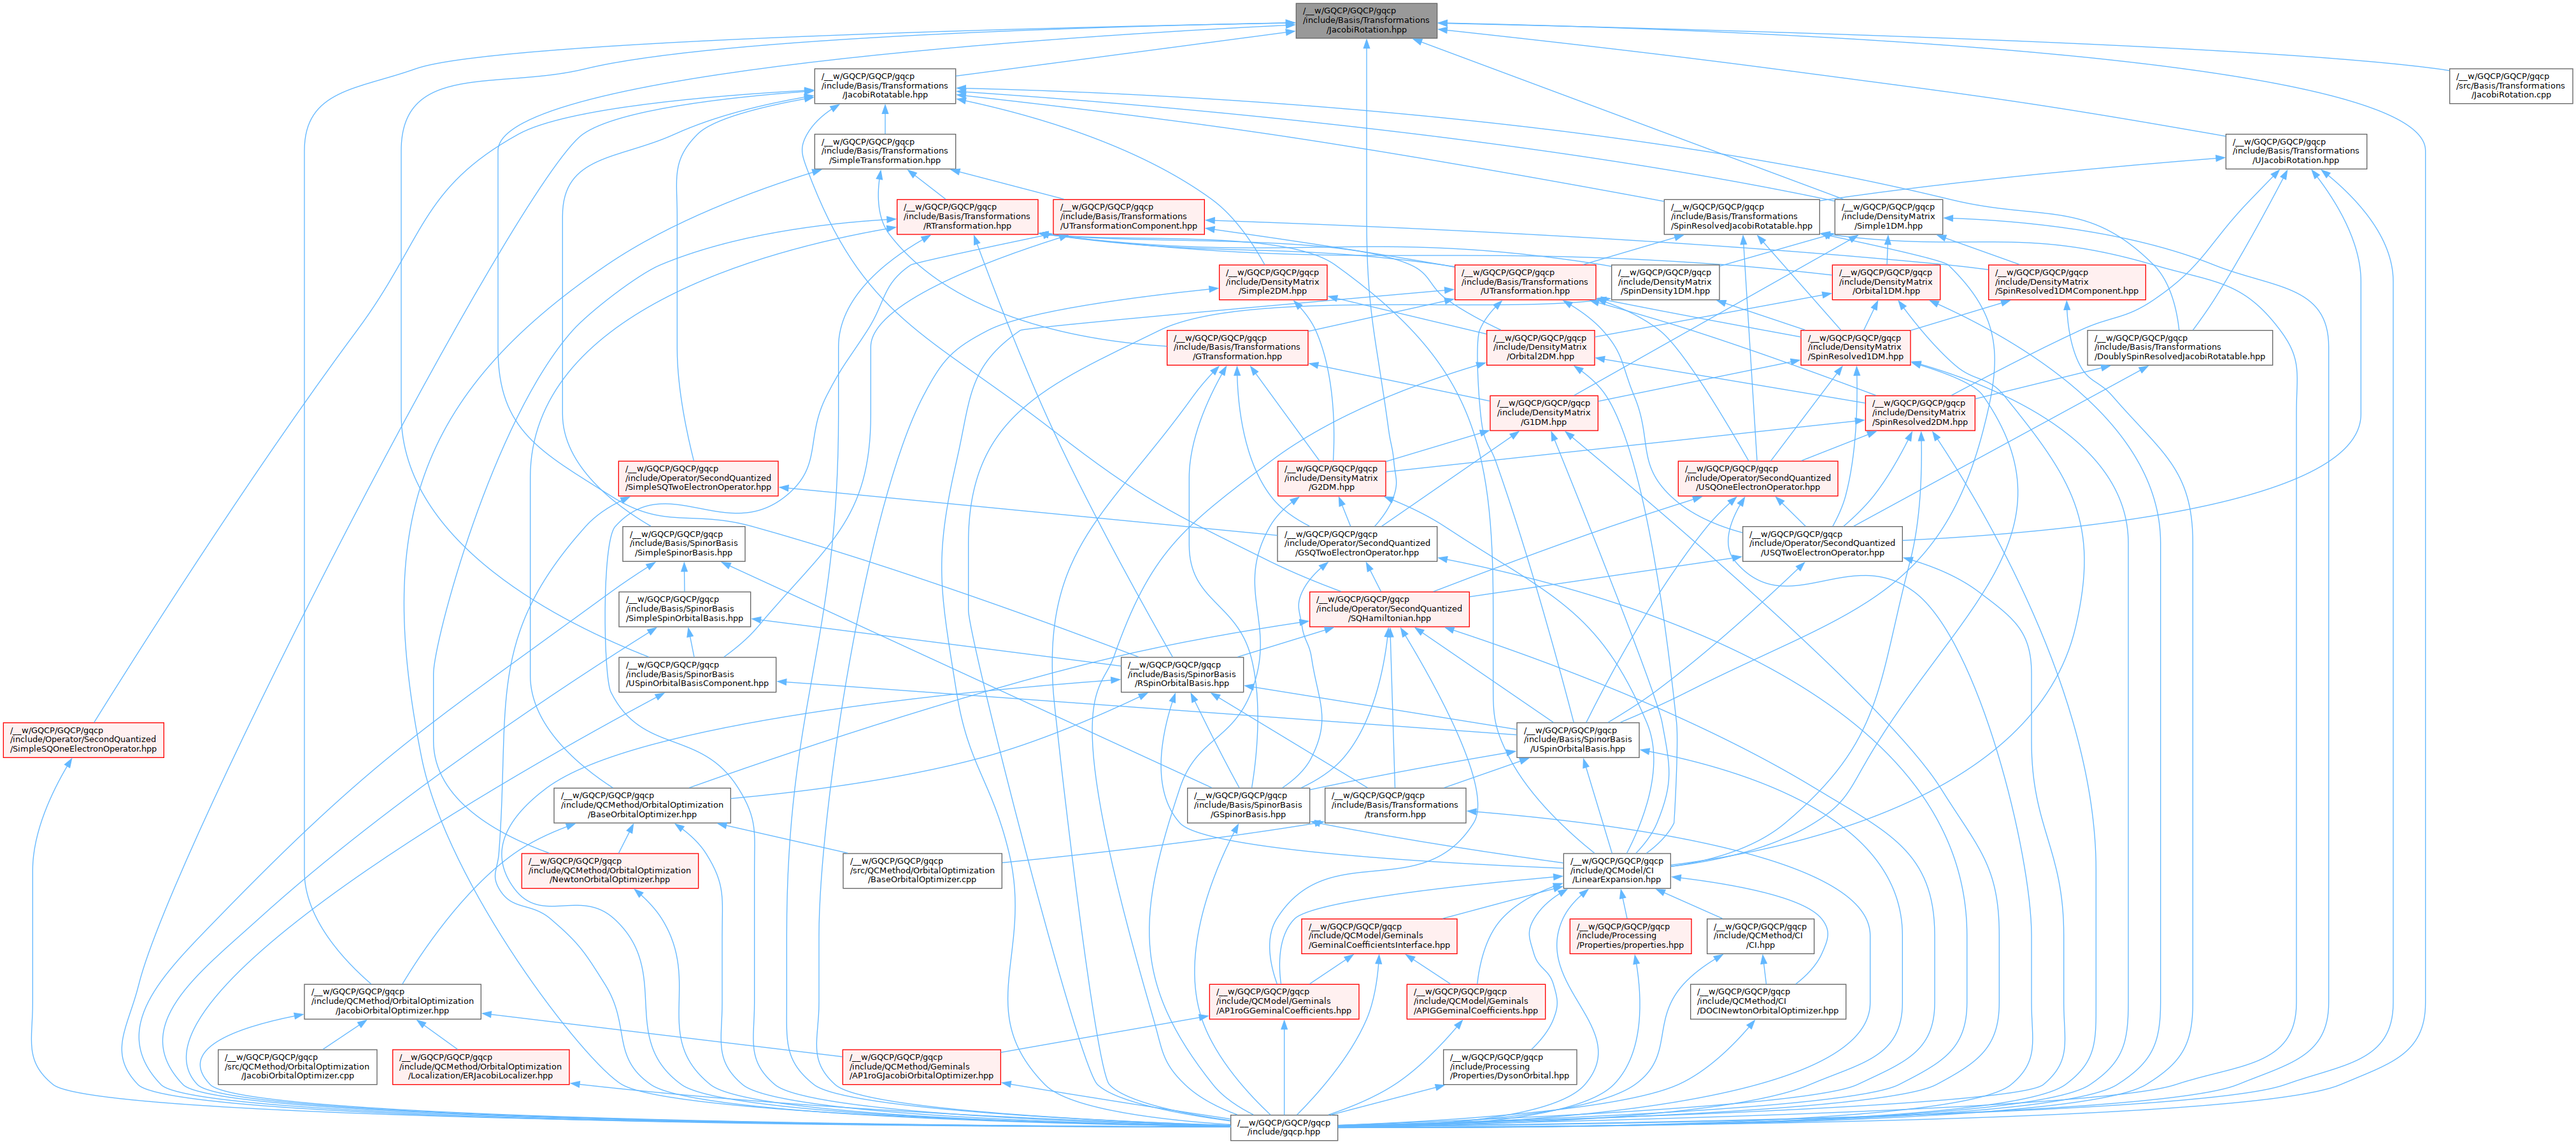 /__w/GQCP/GQCP/gqcp
/include/Basis/Transformations
/JacobiRotation.hpp
/__w/GQCP/GQCP/gqcp
/include/Basis/Transformations
/JacobiRotatable.hpp
/__w/GQCP/GQCP/gqcp
/src/Basis/Transformations
/JacobiRotation.cpp
/__w/GQCP/GQCP/gqcp
/include/Basis/Transformations
/SimpleTransformation.hpp
/__w/GQCP/GQCP/gqcp
/include/Basis/Transformations
/UJacobiRotation.hpp
/__w/GQCP/GQCP/gqcp
/include/Basis/Transformations
/RTransformation.hpp
/__w/GQCP/GQCP/gqcp
/include/Basis/Transformations
/UTransformationComponent.hpp
/__w/GQCP/GQCP/gqcp
/include/Basis/Transformations
/SpinResolvedJacobiRotatable.hpp
/__w/GQCP/GQCP/gqcp
/include/DensityMatrix
/Simple1DM.hpp
/__w/GQCP/GQCP/gqcp
/include/DensityMatrix
/Simple2DM.hpp
/__w/GQCP/GQCP/gqcp
/include/Basis/Transformations
/UTransformation.hpp
/__w/GQCP/GQCP/gqcp
/include/DensityMatrix
/SpinDensity1DM.hpp
/__w/GQCP/GQCP/gqcp
/include/DensityMatrix
/Orbital1DM.hpp
/__w/GQCP/GQCP/gqcp
/include/DensityMatrix
/SpinResolved1DMComponent.hpp
/__w/GQCP/GQCP/gqcp
/include/Basis/Transformations
/GTransformation.hpp
/__w/GQCP/GQCP/gqcp
/include/DensityMatrix
/Orbital2DM.hpp
/__w/GQCP/GQCP/gqcp
/include/DensityMatrix
/SpinResolved1DM.hpp
/__w/GQCP/GQCP/gqcp
/include/Basis/Transformations
/DoublySpinResolvedJacobiRotatable.hpp
/__w/GQCP/GQCP/gqcp
/include/DensityMatrix
/G1DM.hpp
/__w/GQCP/GQCP/gqcp
/include/DensityMatrix
/SpinResolved2DM.hpp
/__w/GQCP/GQCP/gqcp
/include/Operator/SecondQuantized
/SimpleSQTwoElectronOperator.hpp
/__w/GQCP/GQCP/gqcp
/include/DensityMatrix
/G2DM.hpp
/__w/GQCP/GQCP/gqcp
/include/Operator/SecondQuantized
/USQOneElectronOperator.hpp
/__w/GQCP/GQCP/gqcp
/include/Basis/SpinorBasis
/SimpleSpinorBasis.hpp
/__w/GQCP/GQCP/gqcp
/include/Operator/SecondQuantized
/GSQTwoElectronOperator.hpp
/__w/GQCP/GQCP/gqcp
/include/Operator/SecondQuantized
/USQTwoElectronOperator.hpp
/__w/GQCP/GQCP/gqcp
/include/Basis/SpinorBasis
/SimpleSpinOrbitalBasis.hpp
/__w/GQCP/GQCP/gqcp
/include/Operator/SecondQuantized
/SQHamiltonian.hpp
/__w/GQCP/GQCP/gqcp
/include/Basis/SpinorBasis
/USpinOrbitalBasisComponent.hpp
/__w/GQCP/GQCP/gqcp
/include/Basis/SpinorBasis
/RSpinOrbitalBasis.hpp
/__w/GQCP/GQCP/gqcp
/include/Operator/SecondQuantized
/SimpleSQOneElectronOperator.hpp
/__w/GQCP/GQCP/gqcp
/include/Basis/SpinorBasis
/USpinOrbitalBasis.hpp
/__w/GQCP/GQCP/gqcp
/include/QCMethod/OrbitalOptimization
/BaseOrbitalOptimizer.hpp
/__w/GQCP/GQCP/gqcp
/include/Basis/SpinorBasis
/GSpinorBasis.hpp
/__w/GQCP/GQCP/gqcp
/include/Basis/Transformations
/transform.hpp
/__w/GQCP/GQCP/gqcp
/include/QCMethod/OrbitalOptimization
/NewtonOrbitalOptimizer.hpp
/__w/GQCP/GQCP/gqcp
/src/QCMethod/OrbitalOptimization
/BaseOrbitalOptimizer.cpp
/__w/GQCP/GQCP/gqcp
/include/QCModel/CI
/LinearExpansion.hpp
/__w/GQCP/GQCP/gqcp
/include/QCModel/Geminals
/GeminalCoefficientsInterface.hpp
/__w/GQCP/GQCP/gqcp
/include/Processing
/Properties/properties.hpp
/__w/GQCP/GQCP/gqcp
/include/QCMethod/CI
/CI.hpp
/__w/GQCP/GQCP/gqcp
/include/QCMethod/OrbitalOptimization
/JacobiOrbitalOptimizer.hpp
/__w/GQCP/GQCP/gqcp
/include/QCModel/Geminals
/AP1roGGeminalCoefficients.hpp
/__w/GQCP/GQCP/gqcp
/include/QCModel/Geminals
/APIGGeminalCoefficients.hpp
/__w/GQCP/GQCP/gqcp
/include/QCMethod/CI
/DOCINewtonOrbitalOptimizer.hpp
/__w/GQCP/GQCP/gqcp
/src/QCMethod/OrbitalOptimization
/JacobiOrbitalOptimizer.cpp
/__w/GQCP/GQCP/gqcp
/include/QCMethod/OrbitalOptimization
/Localization/ERJacobiLocalizer.hpp
/__w/GQCP/GQCP/gqcp
/include/QCMethod/Geminals
/AP1roGJacobiOrbitalOptimizer.hpp
/__w/GQCP/GQCP/gqcp
/include/Processing
/Properties/DysonOrbital.hpp
/__w/GQCP/GQCP/gqcp
/include/gqcp.hpp